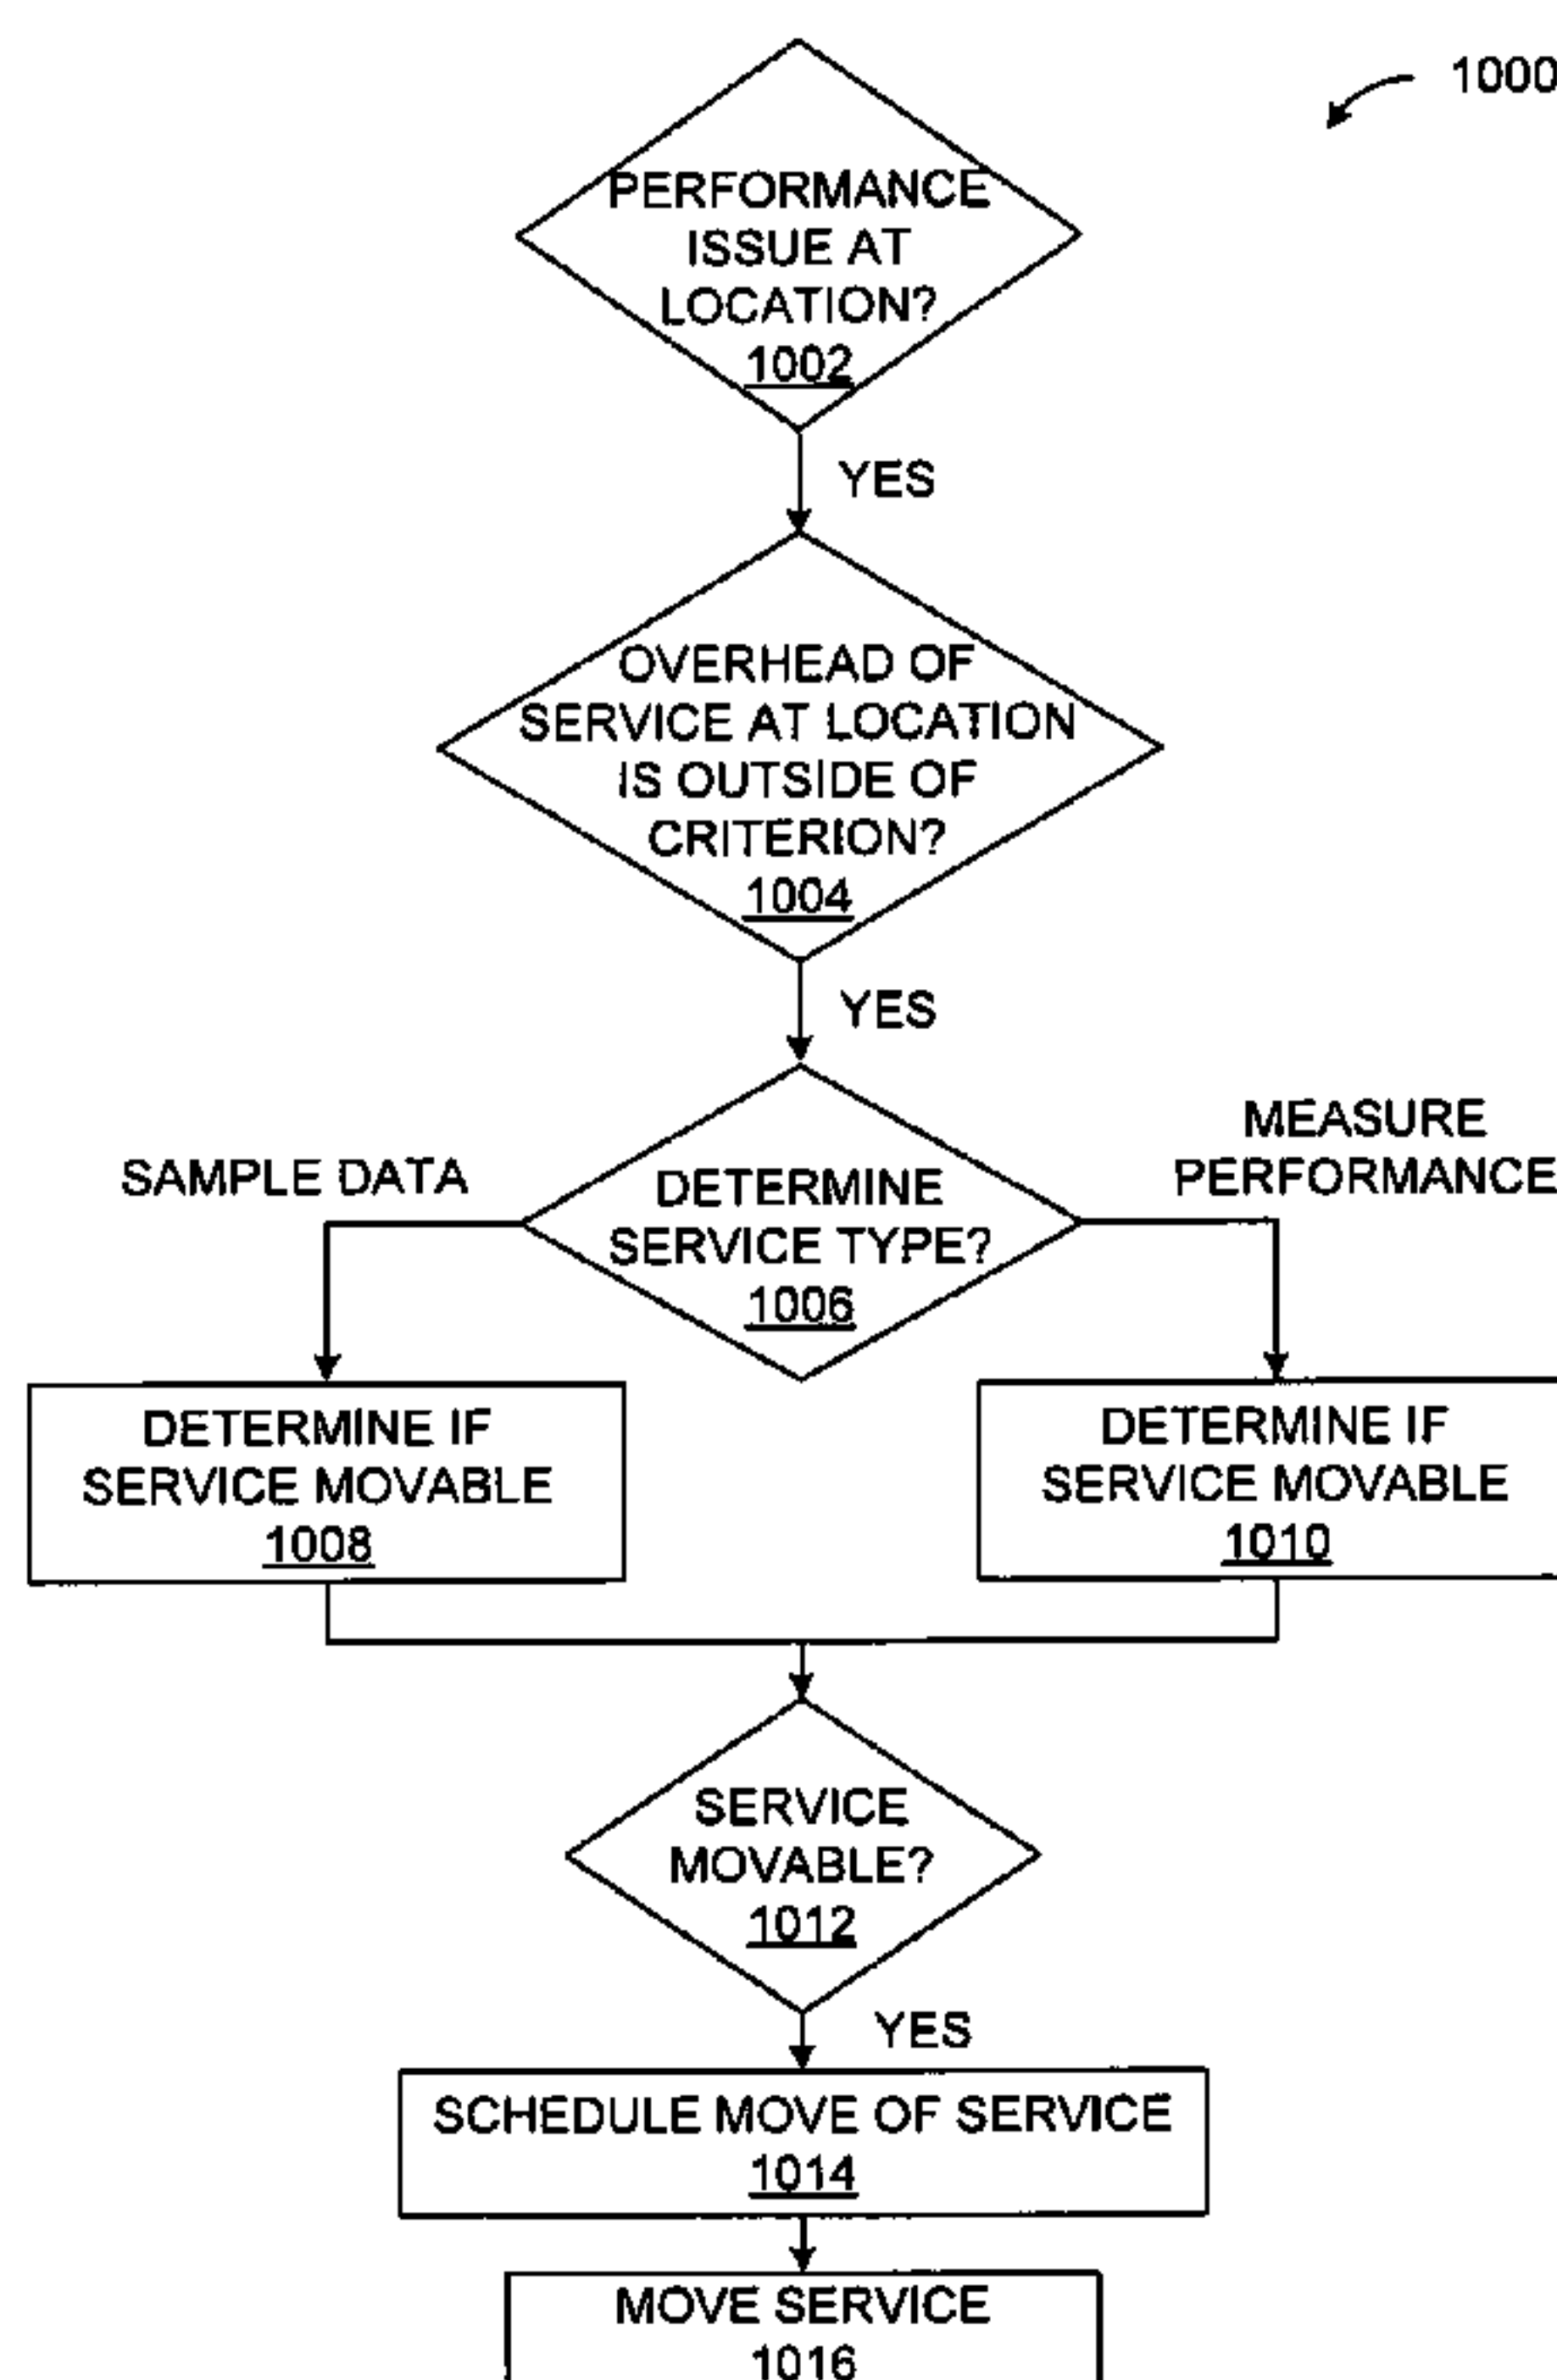 1000
PERFORMANCE
ISSUE AT
LOCATION?
1002
YES
OVERHEAD OF
SERVICE AT LOCATION
IS OUTSIDE OF
CRITERION?
1004
YES
SAMPLE DATA
MEASURE
PERFORMANCE
DETERMINE
SERVICE TYPE?
1006
DETERMINE IF
SERVICE MOVABLE
1008
DETERMINE IF
SERVICE MOVABLE
1010
SERVICE
MOVABLE?
1012
YES
SCHEDULE MOVE OF SERVICE
1014
MOVE SERVICE
1016